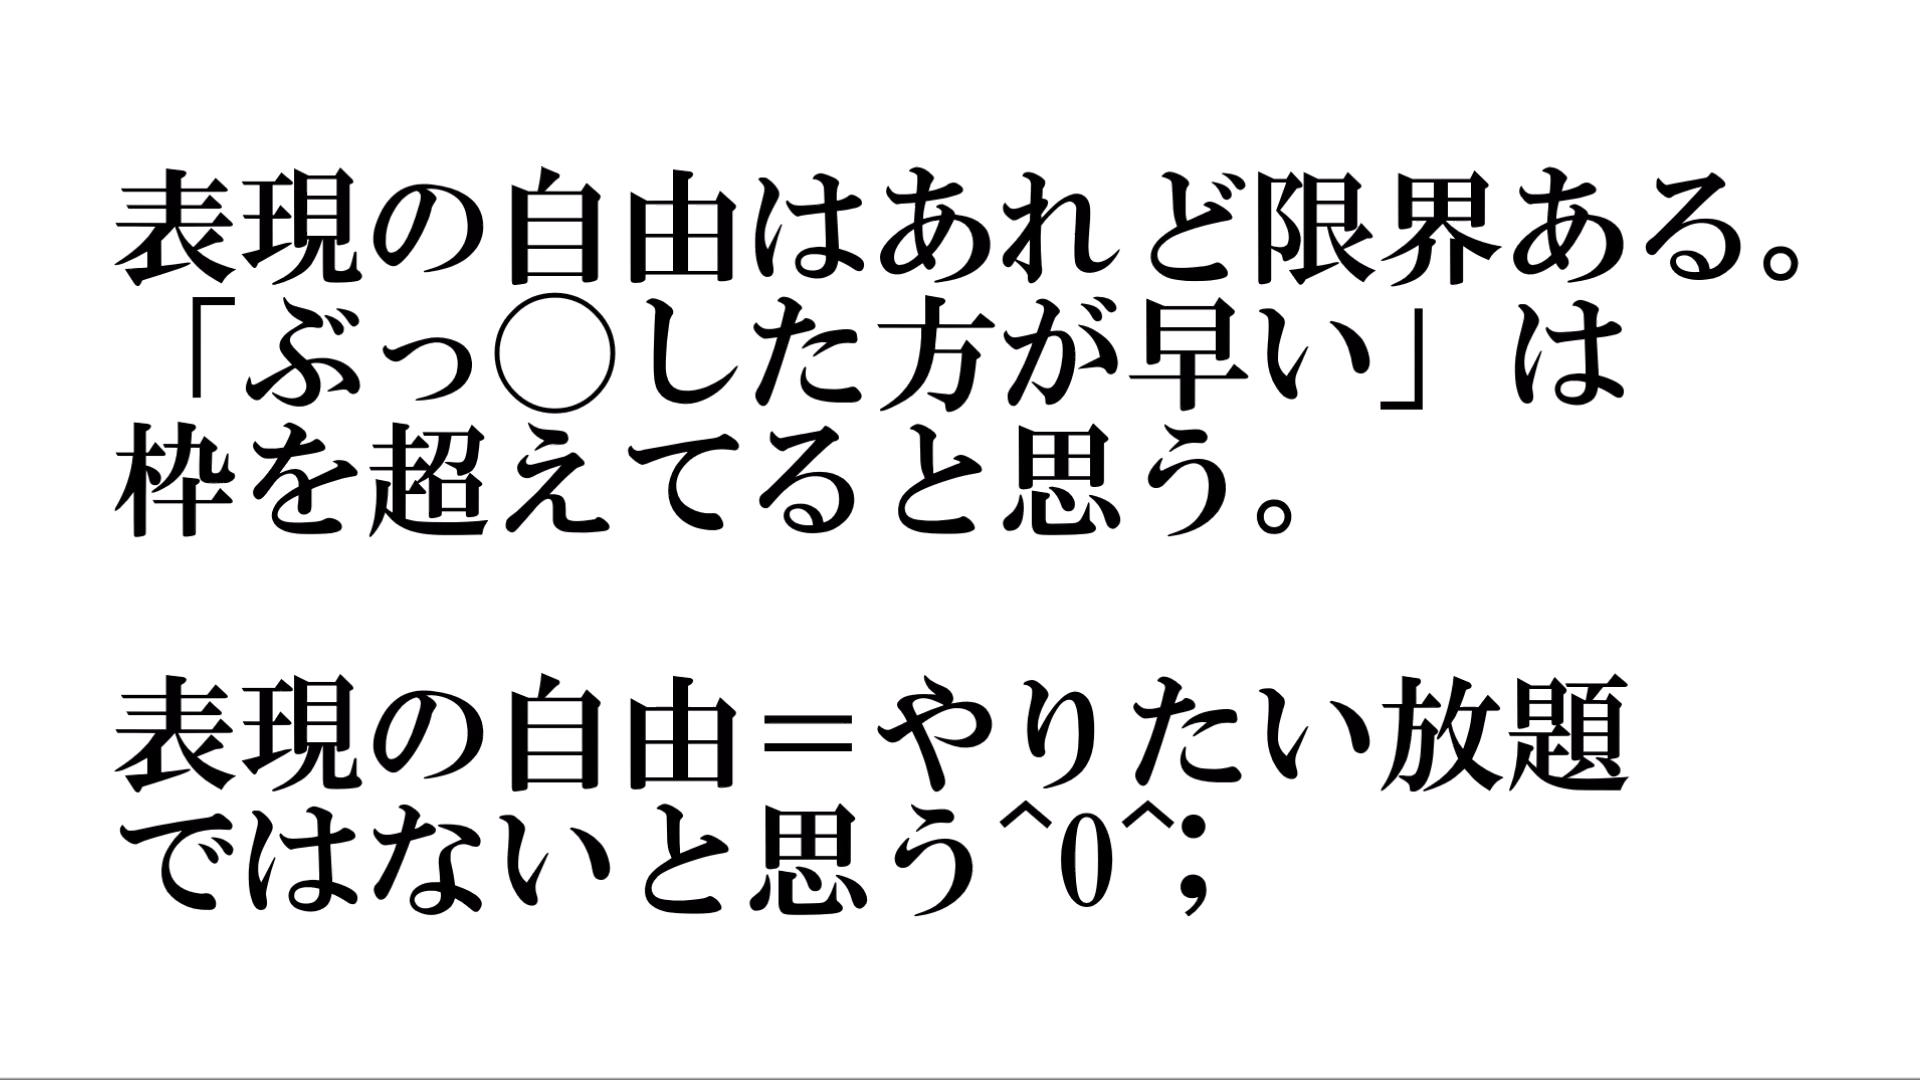 表現の自由はあれど限界ある。
「ぶっ◯した方が早い」は
枠を超えてると思う。
表現の自由＝やりたい放題
ではないと思う^0^;